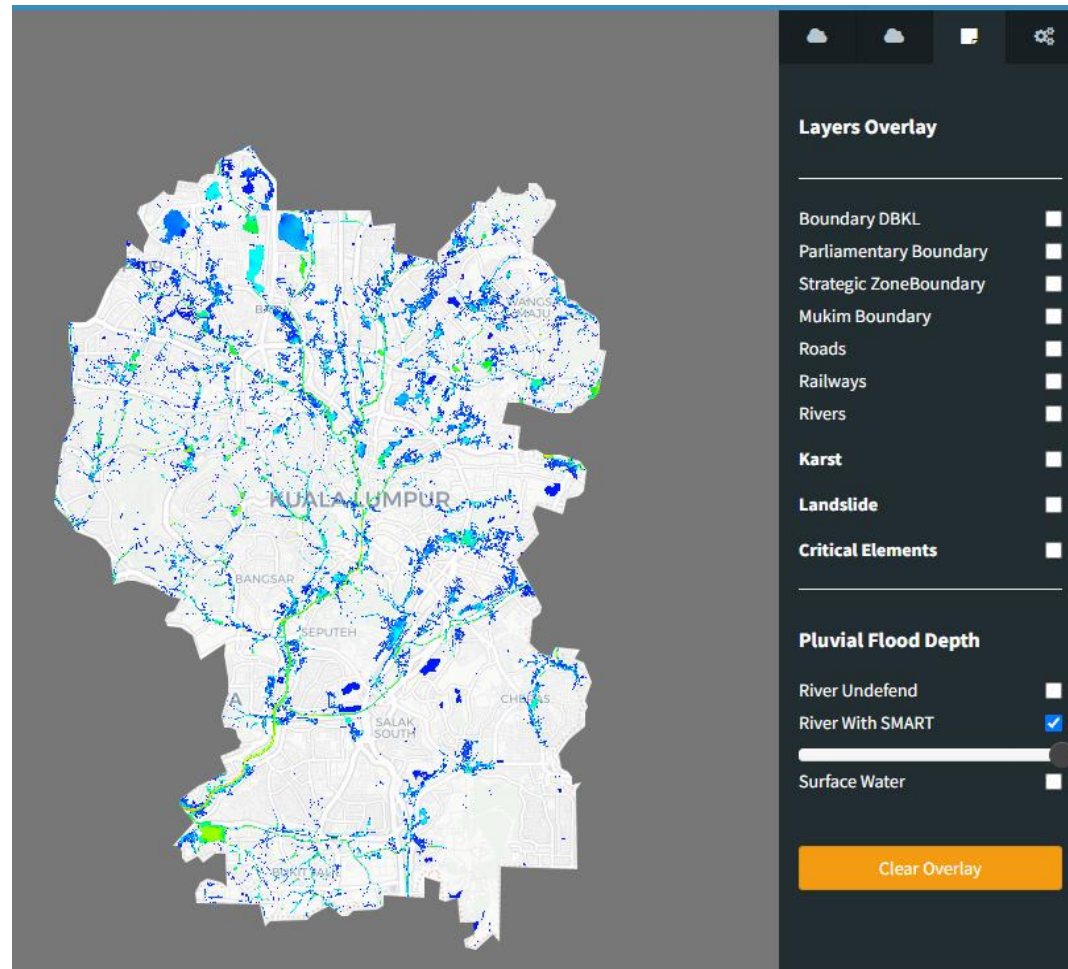 Layers Overlay
Boundary DBKL
Parliamentary Boundary
Strategic ZoneBoundary
Mukim Boundary
Roads
Railways
Rivers
Karst
Landslide
Critical Elements
Pluvial Flood Depth
River Undefend
River With SMART
Surface Water
Clear Overlay
MAJU
KUALA LUMPUR
BANGSAR
SEPUTEH
SALAK
SOUTH